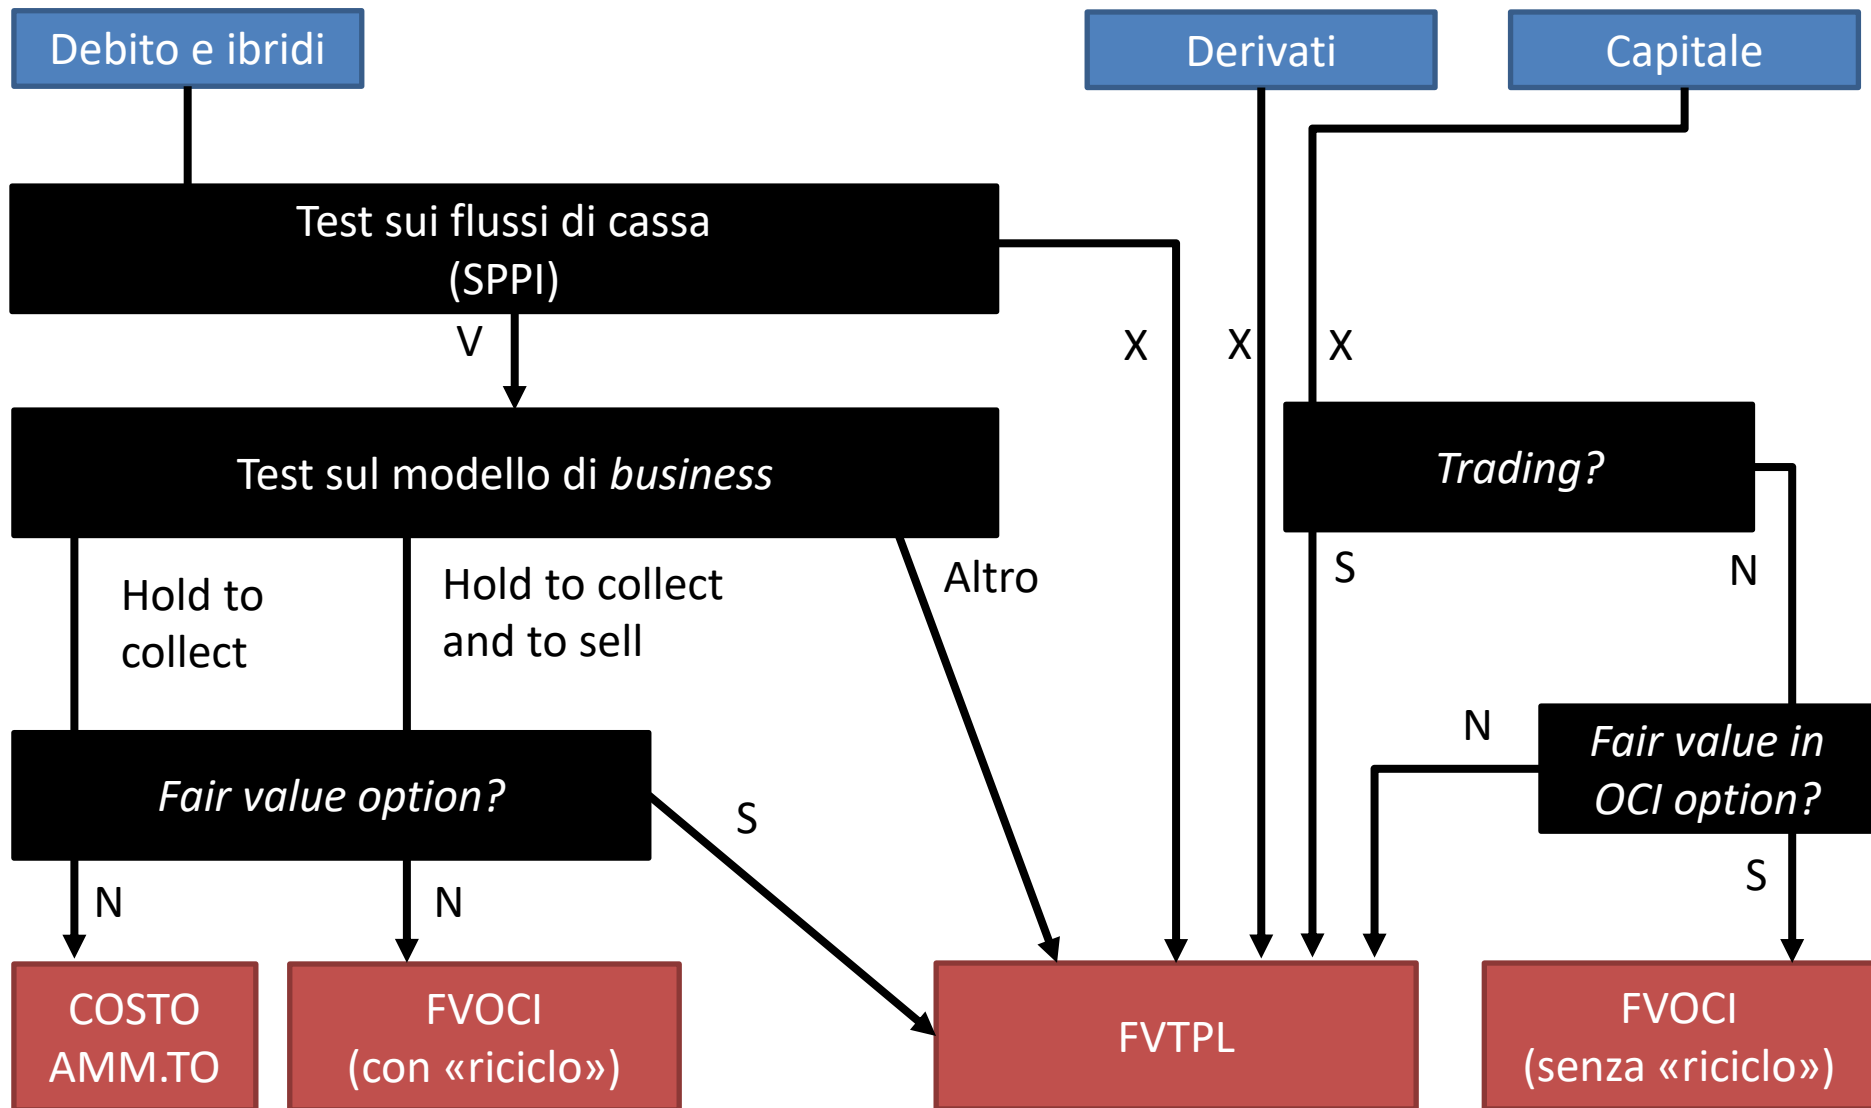 Debito e ibridi
Derivati
Capitale
Test sui flussi di cassa
(SPPI)
V
X
X
X
Test sul modello di business
Trading?
Hold to
collect
Hold to collect
and to sell
Altro
S
N
Fair value option?
S
N
Fair value in
OCI option?
N
N
S
COSTO
AMM.TO
FVOCI
(con «riciclo»)
FVTPL
FVOCI
(senza «riciclo»)